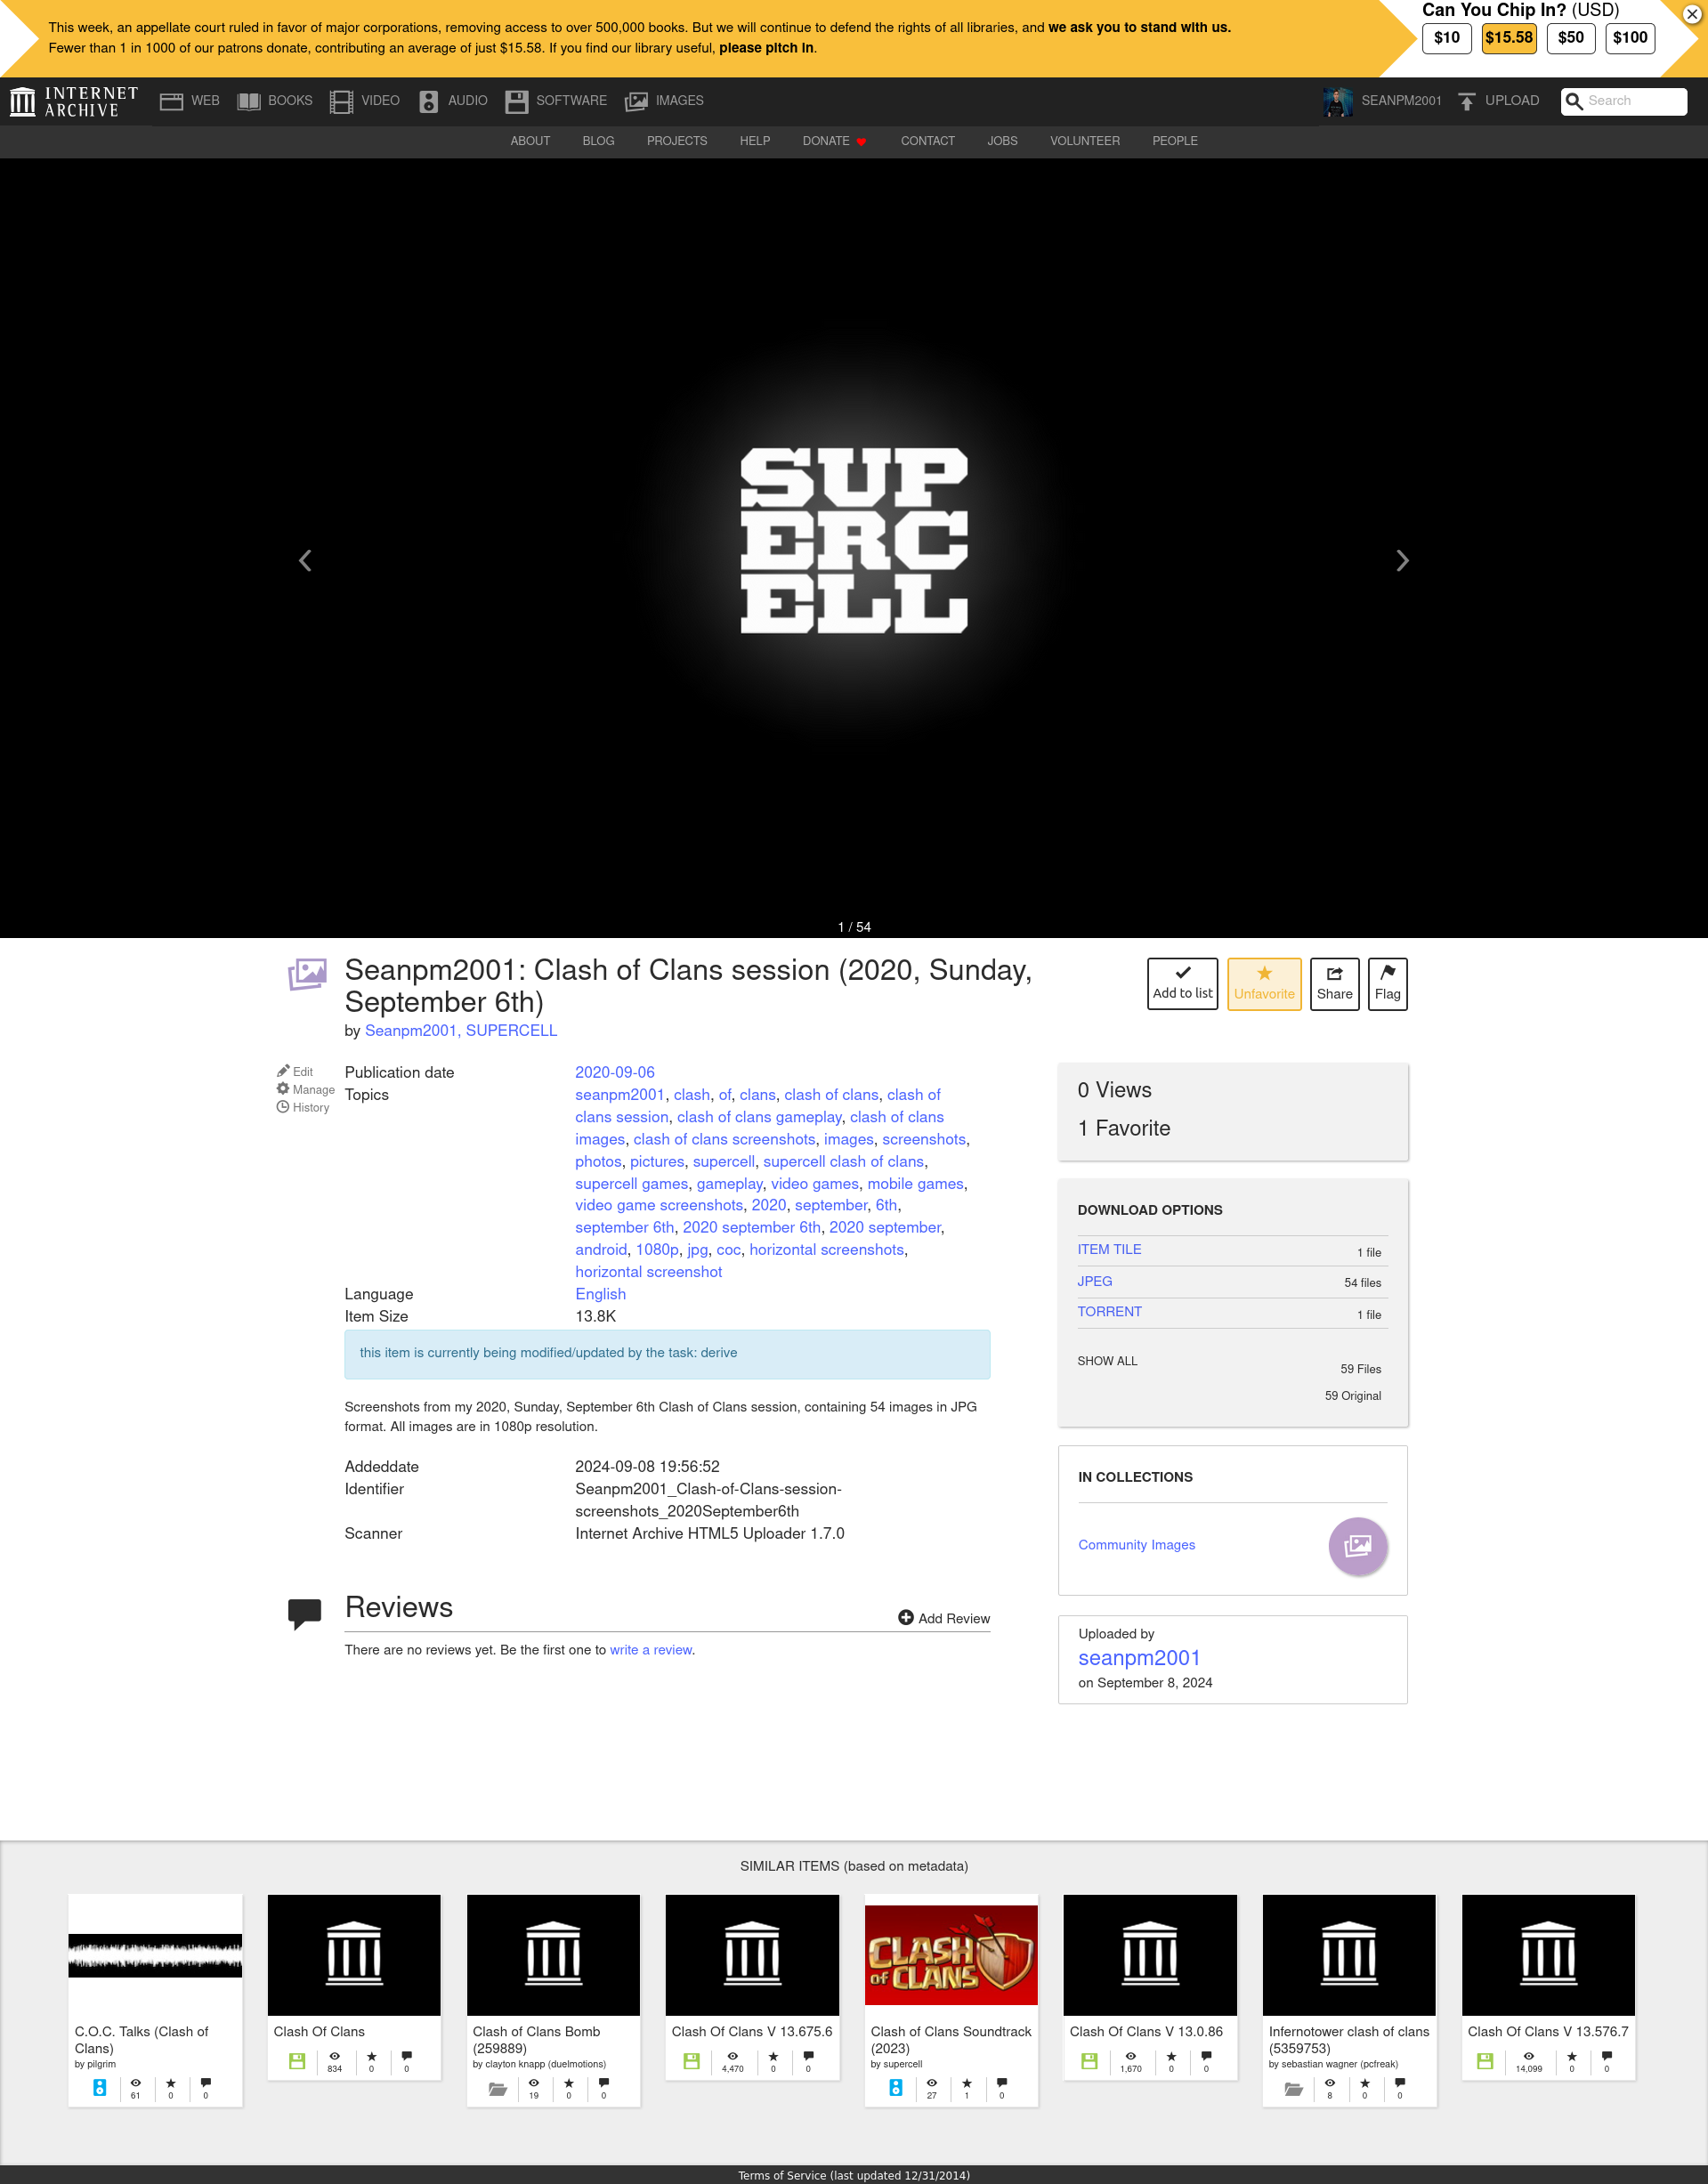 This week, an appellate court ruled in favor of major corporations, removing access to over 500,000 books. But we will continue to defend the rights of all libraries, and we ask you to stand with us.
Fewer than 1 in 1000 of our patrons donate, contributing an average of just $15.58. If you find our library useful, please pitch in.
Can You Chip In? (USD)
$10 $15.58 $50 $100
INTERNET
ARCHIVE
WEB BOOKS VIDEO AUDIO SOFTWARE IMAGES SEANPM2001 UPLOAD Search
ABOUT BLOG PROJECTS HELP DONATE CONTACT JOBS VOLUNTEER PEOPLE
SUP
ERC
ELL
1 / 54
Seanpm2001: Clash of Clans session (2020, Sunday,
September 6th)
by Seanpm2001, SUPERCELL
Add to list Unfavorite Share Flag
Edit
Manage
History
Publication date 2020-09-06
Topics seanpm2001, clash, of, clans, clash of clans, clash of
clans session, clash of clans gameplay, clash of clans
images, clash of clans screenshots, images, screenshots,
photos, pictures, supercell, supercell clash of clans,
supercell games, gameplay, video games, mobile games,
video game screenshots, 2020, september, 6th,
september 6th, 2020 september 6th, 2020 september,
android, 1080p, jpg, coc, horizontal screenshots,
horizontal screenshot
Language English
Item Size 13.8K
this item is currently being modified/updated by the task: derive
Screenshots from my 2020, Sunday, September 6th Clash of Clans session, containing 54 images in JPG
format. All images are in 1080p resolution.
Addeddate 2024-09-08 19:56:52
Identifier Seanpm2001_Clash-of-Clans-session-
screenshots_2020September6th
Scanner Internet Archive HTML5 Uploader 1.7.0
Reviews
Add Review
There are no reviews yet. Be the first one to write a review.
0 Views
1 Favorite
DOWNLOAD OPTIONS
ITEM TILE 1 file
JPEG 54 files
TORRENT 1 file
SHOW ALL 59 Files
59 Original
IN COLLECTIONS
Community Images
Uploaded by
seanpm2001
on September 8, 2024
SIMILAR ITEMS (based on metadata)
C.O.C. Talks (Clash of
Clans)
by pilgrim
61 0 0
Clash Of Clans
834 0 0
Clash of Clans Bomb
(259889)
by clayton knapp (duelmotions)
19 0 0
Clash Of Clans V 13.675.6
4,470 0 0
CLASH
OF CLANS
Clash of Clans Soundtrack
(2023)
by supercell
27 1 0
Clash Of Clans V 13.0.86
1,670 0 0
Infernotower clash of clans
(5359753)
by sebastian wagner (pcfreak)
8 0 0
Clash Of Clans V 13.576.7
14,099 0 0
Terms of Service (last updated 12/31/2014)